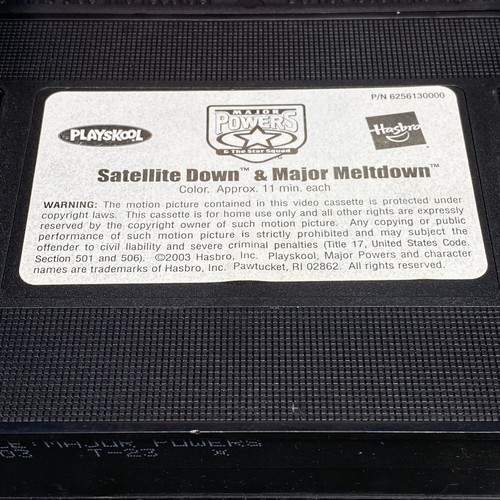 P/N 6256130000
PLAYSKOOL
MAJOR
POWERS
& The Star Squad
Hasbro
Satellite Down™ & Major Meltdown™
Color. Approx. 11 min. each
WARNING: The motion picture contained in this video cassette is protected under
copyright laws. This cassette is for home use only and all other rights are expressly
reserved by the copyright owner of such motion picture. Any copying or public
performance of such motion picture is strictly prohibited and may subject the
offender to civil liability and severe criminal penalties (Title 17, United States Code.
Section 501 and 506). ©2003 Hasbro, Inc. Playskool, Major Powers and character
names are trademarks of Hasbro, Inc. Pawtucket, RI 02862. All rights reserved.
MAJOR POWERS